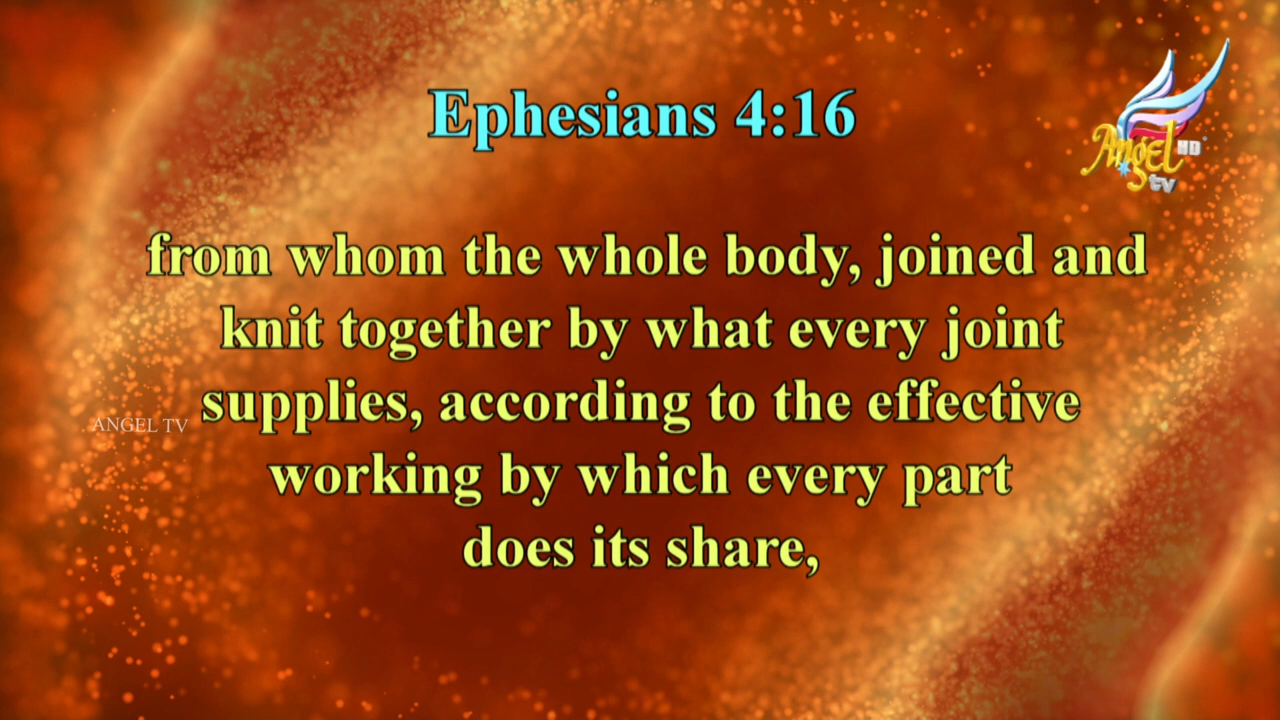 Ephesians 4:16
Angel HD
tv
from whom the whole body, joined and
knit together by what every joint
supplies, according to the effective
ANGEL TV
working by which every part
does its share,